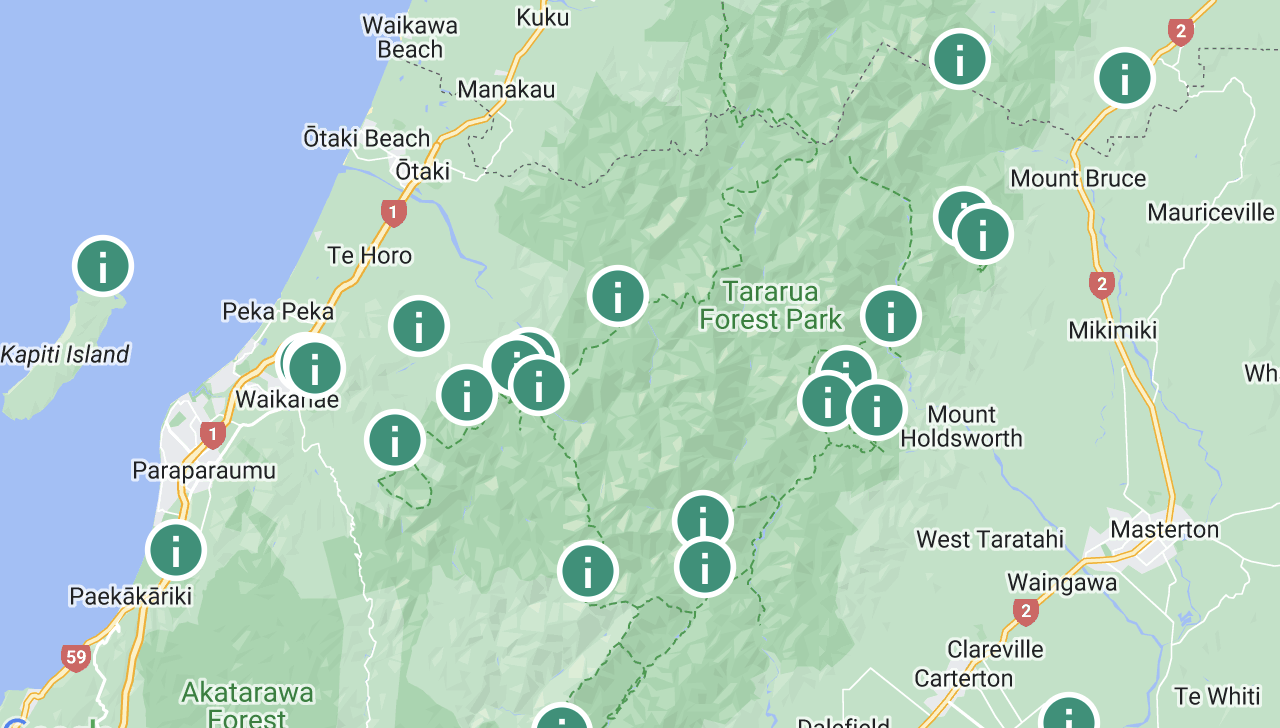 Waikawa
Beach
Kuku
2
Manakau
Ōtaki Beach
Ōtaki
Mount Bruce
1
Mauriceville
Te Horo
2
Tararua
Forest Park
Peka Peka
Mikimiki
Kapiti Island
Waikanae
Mount
Holdsworth
1
Paraparaumu
Masterton
West Taratahi
Waingawa
Paekākāriki
2
Clareville
59
Carterton
Akatarawa
Forest
Te Whiti
Dalefield